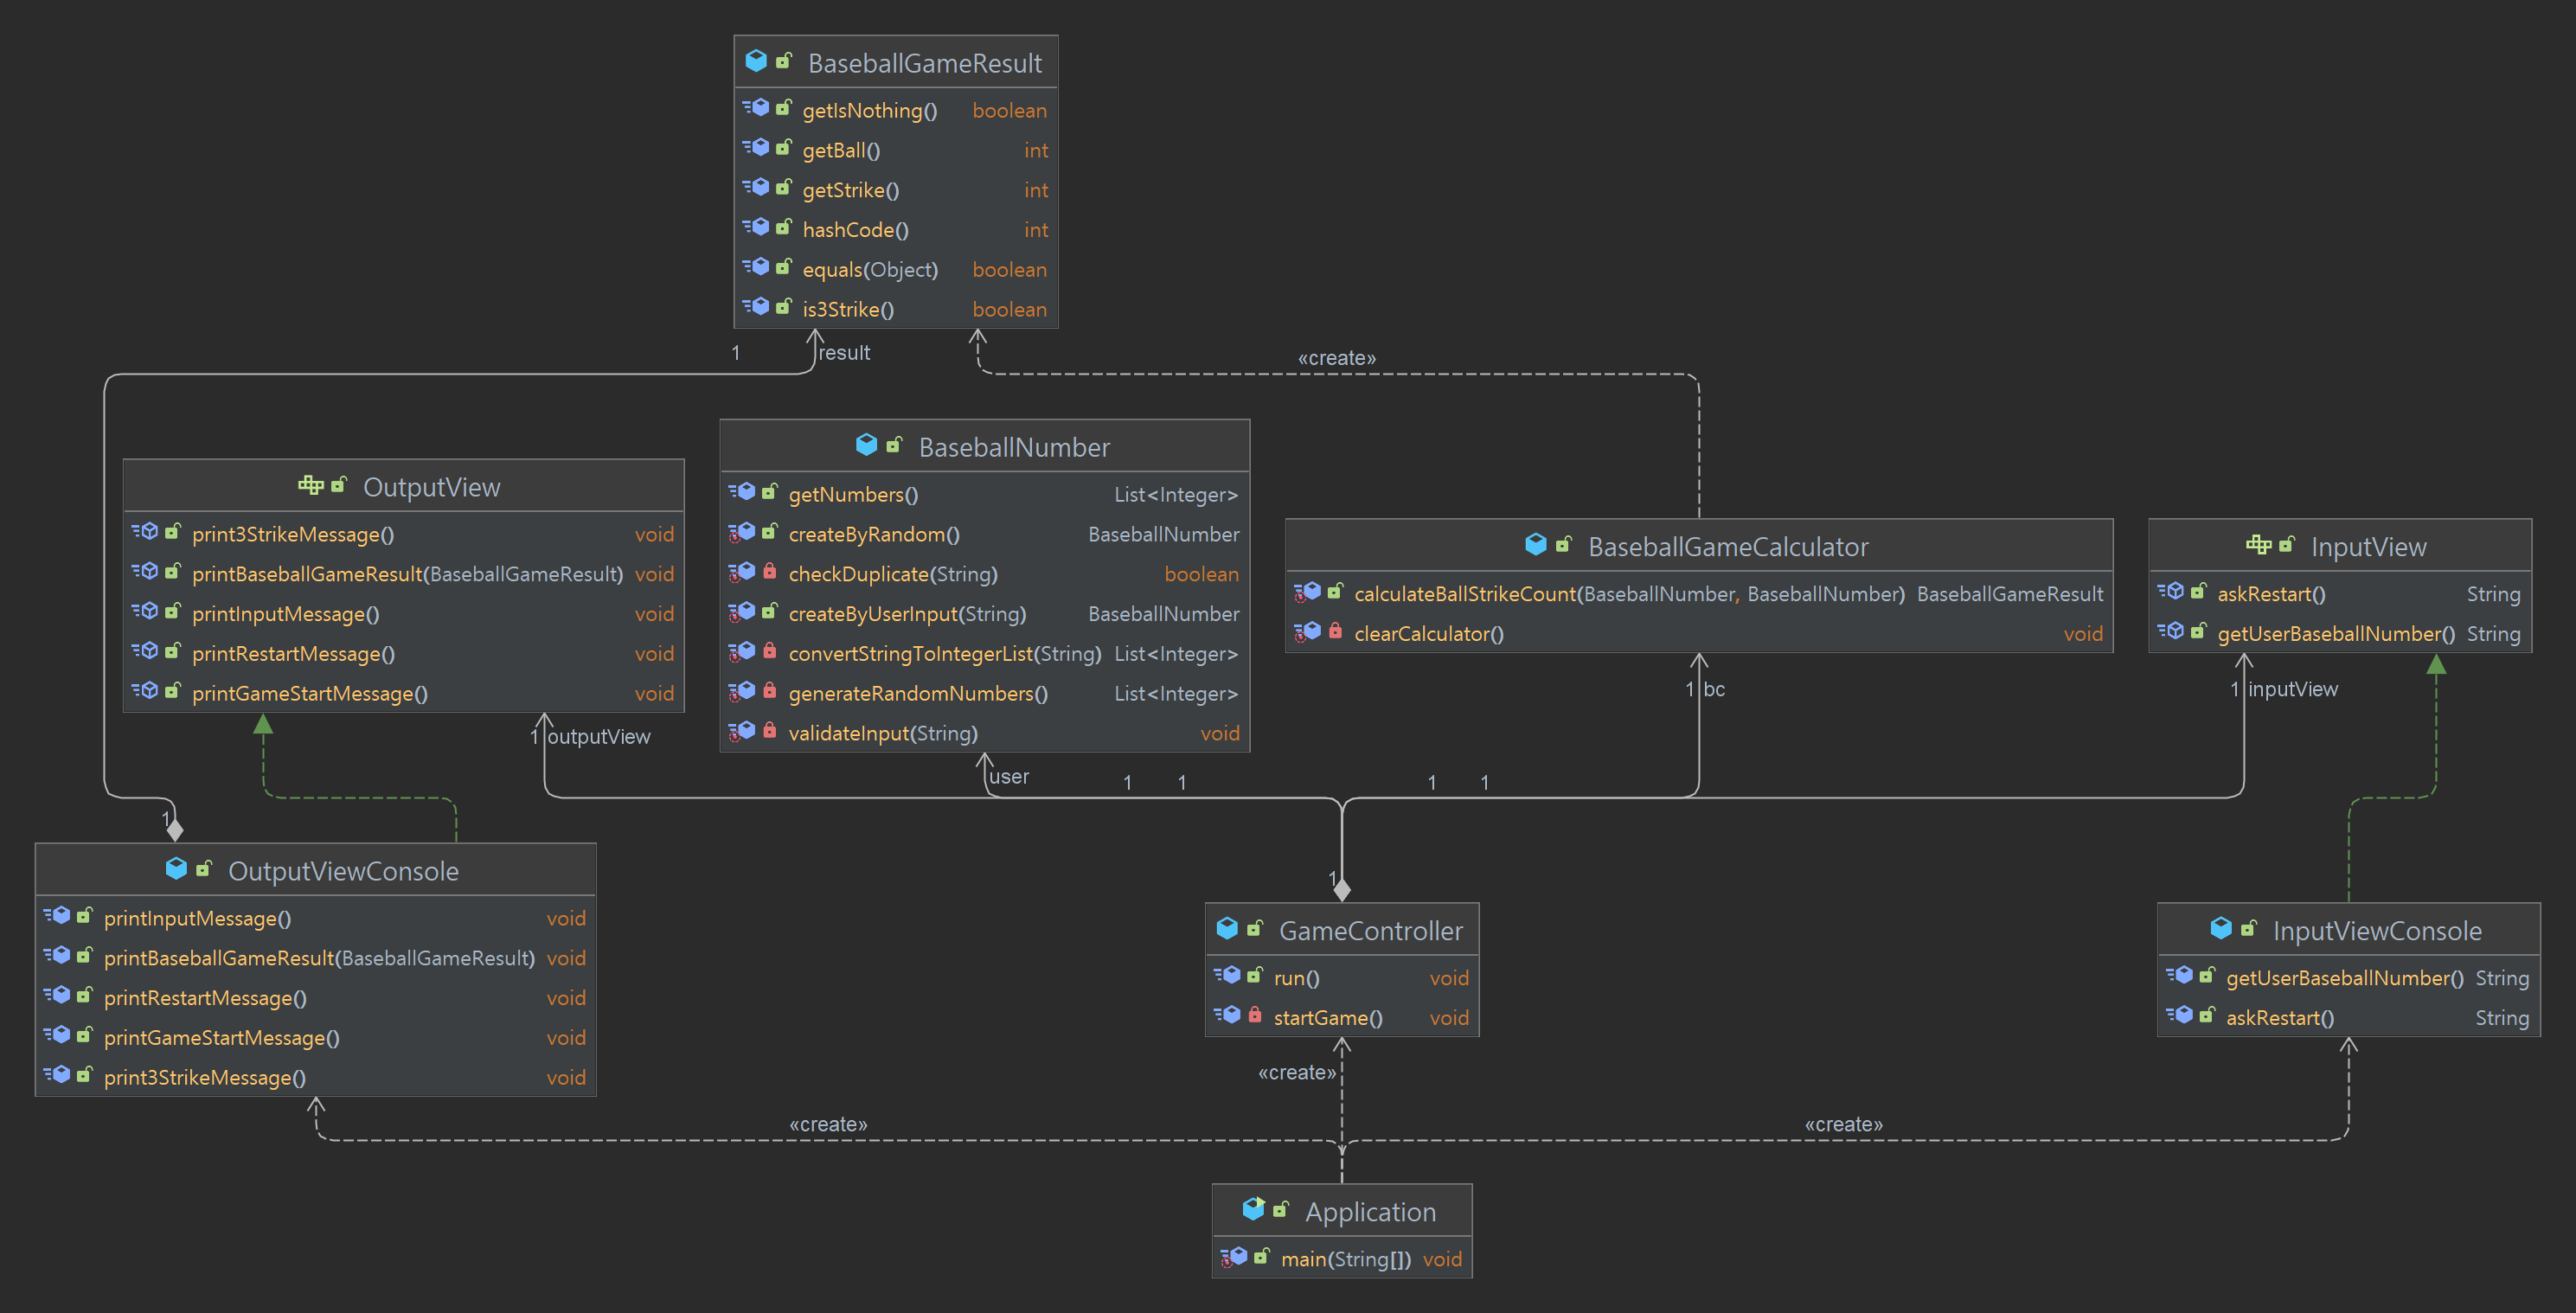 BaseballGameResult
getIsNothing() boolean
getBall() int
getStrike() int
hashCode() int
equals(Object) boolean
is3Strike() boolean
1 result
«create»
BaseballNumber
getNumbers() List<Integer>
createByRandom() BaseballNumber
checkDuplicate(String) boolean
createByUserInput(String) BaseballNumber
convertStringToIntegerList(String) List<Integer>
generateRandomNumbers() List<Integer>
validateInput(String) void
OutputView
print3StrikeMessage() void
printBaseballGameResult(BaseballGameResult) void
printInputMessage() void
printRestartMessage() void
printGameStartMessage() void
BaseballGameCalculator
calculateBallStrikeCount(BaseballNumber, BaseballNumber) BaseballGameResult
clearCalculator() void
InputView
askRestart() String
getUserBaseballNumber() String
1 bc
1 inputView
1 outputView
user 1 1 1 1
1
1
OutputViewConsole
printInputMessage() void
printBaseballGameResult(BaseballGameResult) void
printRestartMessage() void
printGameStartMessage() void
print3StrikeMessage() void
GameController
run() void
startGame() void
InputViewConsole
getUserBaseballNumber() String
askRestart() String
«create»
«create»
«create»
Application
main(String[]) void